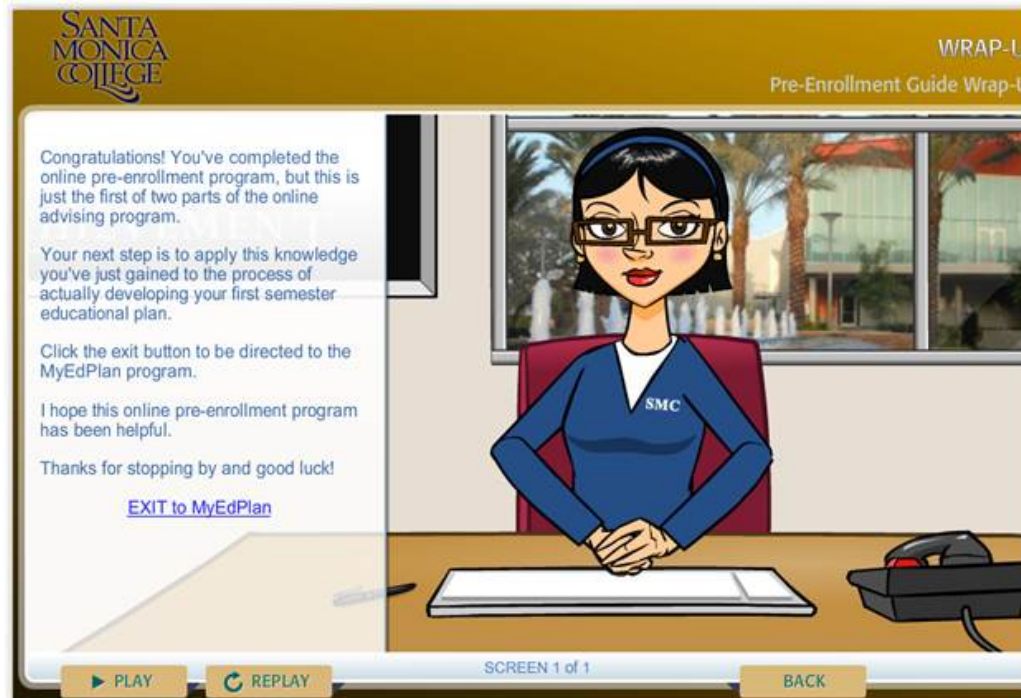 SANTA
MONICA
COLLEGE
WRAP-U
Pre-Enrollment Guide Wrap-U
Congratulations! You've completed the
online pre-enrollment program, but this is
just the first of two parts of the online
advising program.
Your next step is to apply this knowledge
you've just gained to the process of
actually developing your first semester
educational plan.
Click the exit button to be directed to the
MyEdPlan program.
I hope this online pre-enrollment program
has been helpful.
Thanks for stopping by and good luck!
EXIT to MyEdPlan
SMC
PLAY
REPLAY
SCREEN 1 of 1
BACK